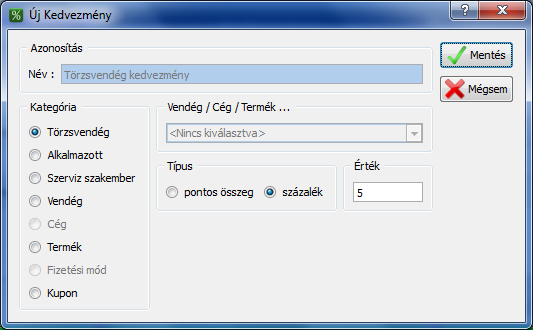 Új Kedvezmény
Azonosítás
Név : Törzsvendég kedvezmény
Mentés
Mégsem
Kategória
Törzsvendég
Alkalmazott
Szerviz szakember
Vendég
Cég
Termék
Fizetési mód
Kupon
Vendég / Cég / Termék ...
<Nincs kiválasztva>
Típus
pontos összeg
százalék
Érték
5